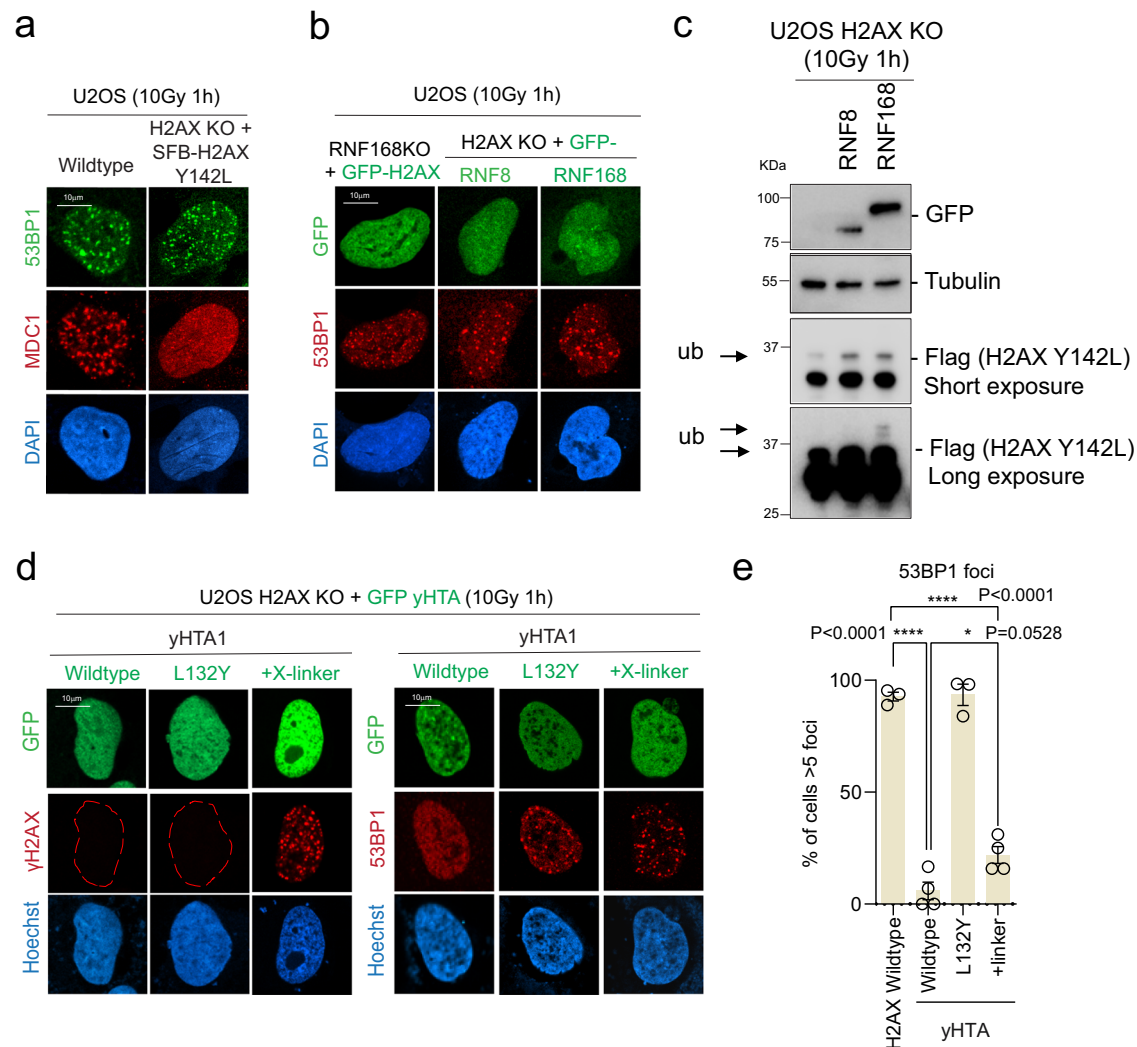 a
U2OS (10Gy 1h)
Wildtype
H2AX KO +
SFB-H2AX
Y142L
10μm
53BP1
MDC1
DAPI
b
U2OS (10Gy 1h)
RNF168KO
+ GFP-H2AX
H2AX KO + GFP-
RNF8
RNF168
10μm
GFP
53BP1
DAPI
c
U2OS H2AX KO
(10Gy 1h)
RNF8
RNF168
KDa
100
75
GFP
55
Tubulin
ub
37
Flag (H2AX Y142L)
Short exposure
ub
37
25
Flag (H2AX Y142L)
Long exposure
d
U2OS H2AX KO + GFP yHTA (10Gy 1h)
yHTA1
Wildtype
L132Y
+X-linker
10μm
GFP
γH2AX
Hoechst
yHTA1
Wildtype
L132Y
+X-linker
10μm
GFP
53BP1
Hoechst
e
53BP1 foci
**** P<0.0001
P<0.0001 **** * P=0.0528
% of cells >5 foci
100
50
0
H2AX Wildtype
Wildtype
L132Y
+linker
yHTA